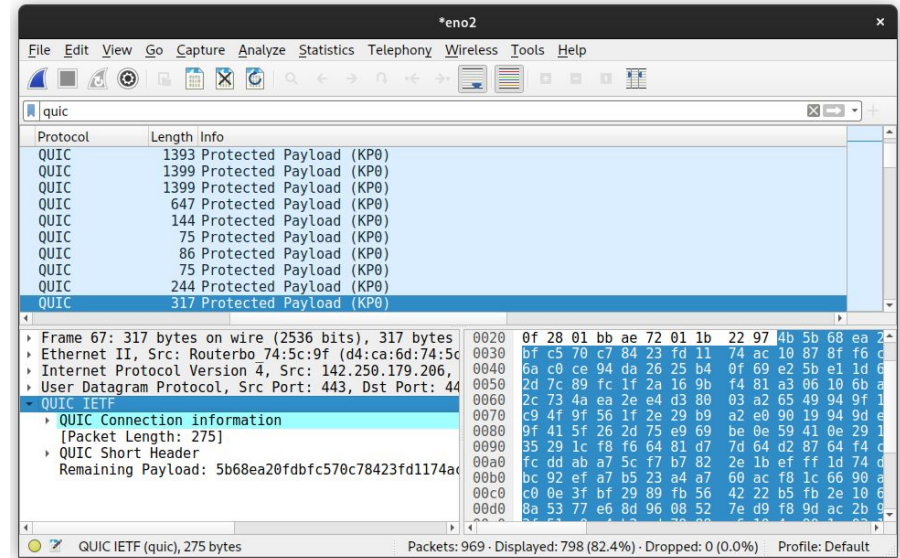 *eno2
File Edit View Go Capture Analyze Statistics Telephony Wireless Tools Help
quic
Protocol Length Info
QUIC 1393 Protected Payload (KP0)
QUIC 1399 Protected Payload (KP0)
QUIC 1399 Protected Payload (KP0)
QUIC 647 Protected Payload (KP0)
QUIC 144 Protected Payload (KP0)
QUIC 75 Protected Payload (KP0)
QUIC 86 Protected Payload (KP0)
QUIC 75 Protected Payload (KP0)
QUIC 244 Protected Payload (KP0)
QUIC 317 Protected Payload (KP0)
Frame 67: 317 bytes on wire (2536 bits), 317 bytes
Ethernet II, Src: Routerbo_74:5c:9f (d4:ca:6d:74:5c
Internet Protocol Version 4, Src: 142.250.179.206,
User Datagram Protocol, Src Port: 443, Dst Port: 44
QUIC IETF
QUIC Connection information
[Packet Length: 275]
QUIC Short Header
Remaining Payload: 5b68ea20fdbfc570c78423fd1174ac
0020 0f 28 01 bb ae 72 01 1b 22 97 4b 5b 68 ea 2
0030 bf c5 70 c7 84 23 fd 11 74 ac 10 87 8f f6
0040 6a c0 ce 94 da 26 25 b4 0f 69 e2 5b e1 1d 6
0050 2d 7c 89 fc 1f 2a 16 9b f4 81 a3 06 10 6b
0060 2c 73 4a ea 2e e4 d3 80 03 a2 65 49 94 9f 1
0070 c9 4f 9f 56 1f 2e 29 b9 a2 e0 90 19 94 9d
0080 9f 41 5f 26 2d 75 e9 69 be 0e 59 41 0e 29 1
0090 35 29 1c f8 f6 64 81 d7 7d 64 d2 87 64 f4
00a0 fc dd ab a7 5c f7 b7 82 2e 1b ef ff 1d 74
00b0 bc 92 ef a7 b5 23 a4 a7 60 ac f8 1c 66 90
00c0 c0 0e 3f bf 29 89 fb 56 42 22 b5 fb 2e 10 6
00d0 8a 53 77 e6 8d 96 08 52 7e d9 f8 9d ac 2b 9
QUIC IETF (quic), 275 bytes Packets: 969 · Displayed: 798 (82.4%) · Dropped: 0 (0.0%) Profile: Default